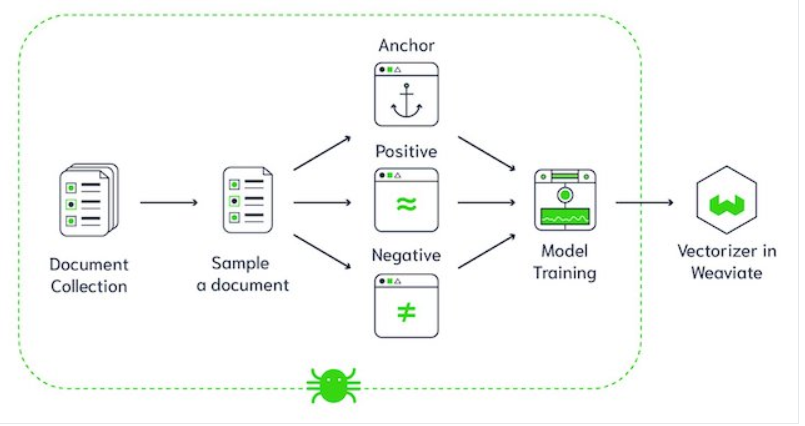 Anchor
Positive
Negative
Document
Collection
Sample
a document
Model
Training
Vectorizer in
Weaviate